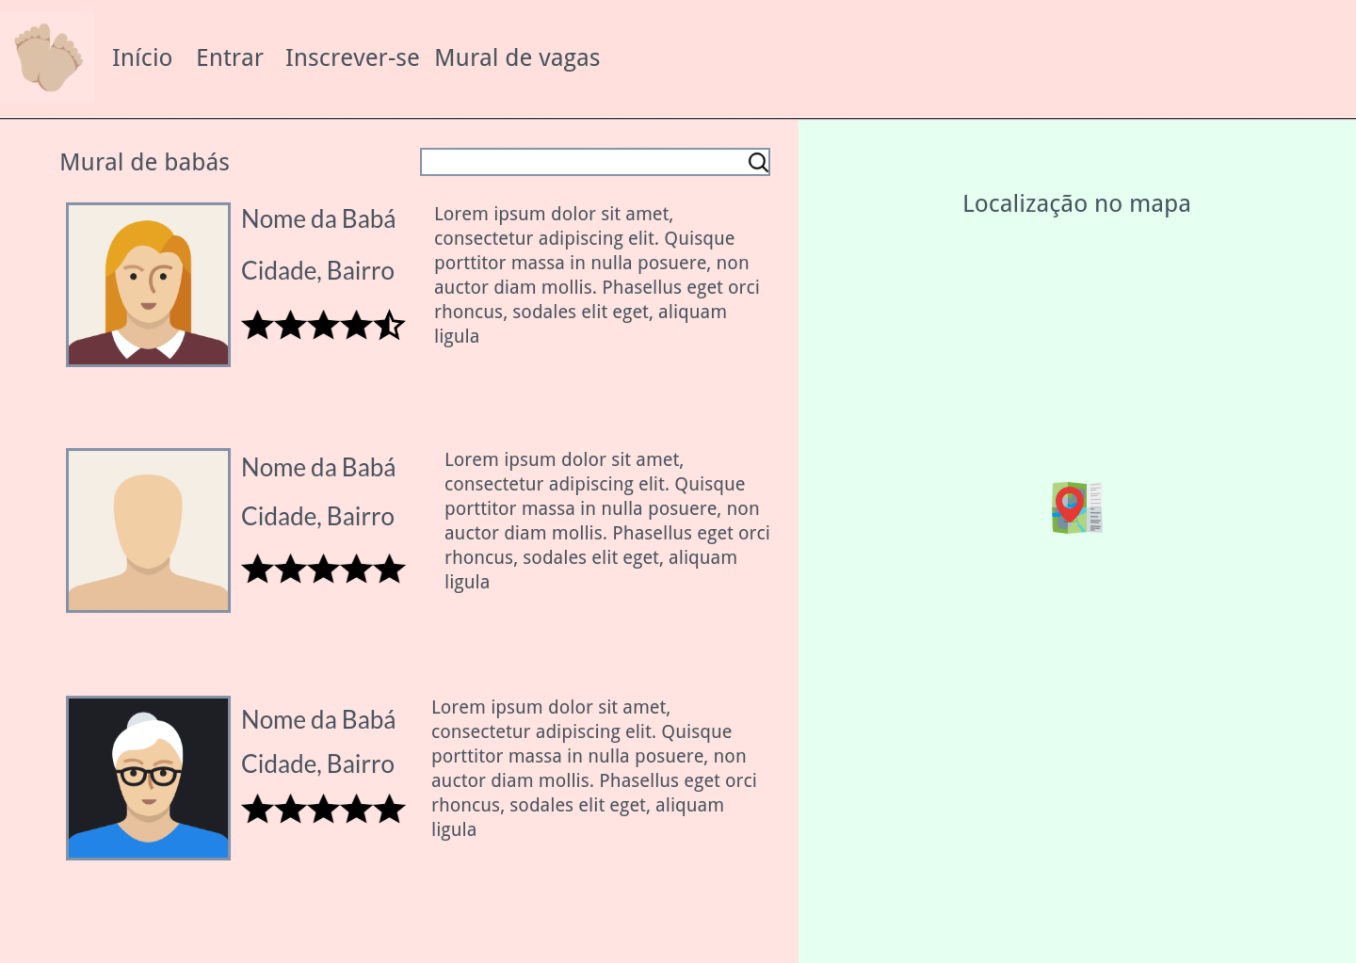 Início Entrar Inscrever-se Mural de vagas
Mural de babás
Nome da Babá
Cidade, Bairro
Lorem ipsum dolor sit amet,
consectetur adipiscing elit. Quisque
porttitor massa in nulla posuere, non
auctor diam mollis. Phasellus eget orci
rhoncus, sodales elit eget, aliquam
ligula
Nome da Babá
Cidade, Bairro
Lorem ipsum dolor sit amet,
consectetur adipiscing elit. Quisque
porttitor massa in nulla posuere, non
auctor diam mollis. Phasellus eget orci
rhoncus, sodales elit eget, aliquam
ligula
Nome da Babá
Cidade, Bairro
Lorem ipsum dolor sit amet,
consectetur adipiscing elit. Quisque
porttitor massa in nulla posuere, non
auctor diam mollis. Phasellus eget orci
rhoncus, sodales elit eget, aliquam
ligula
Localização no mapa